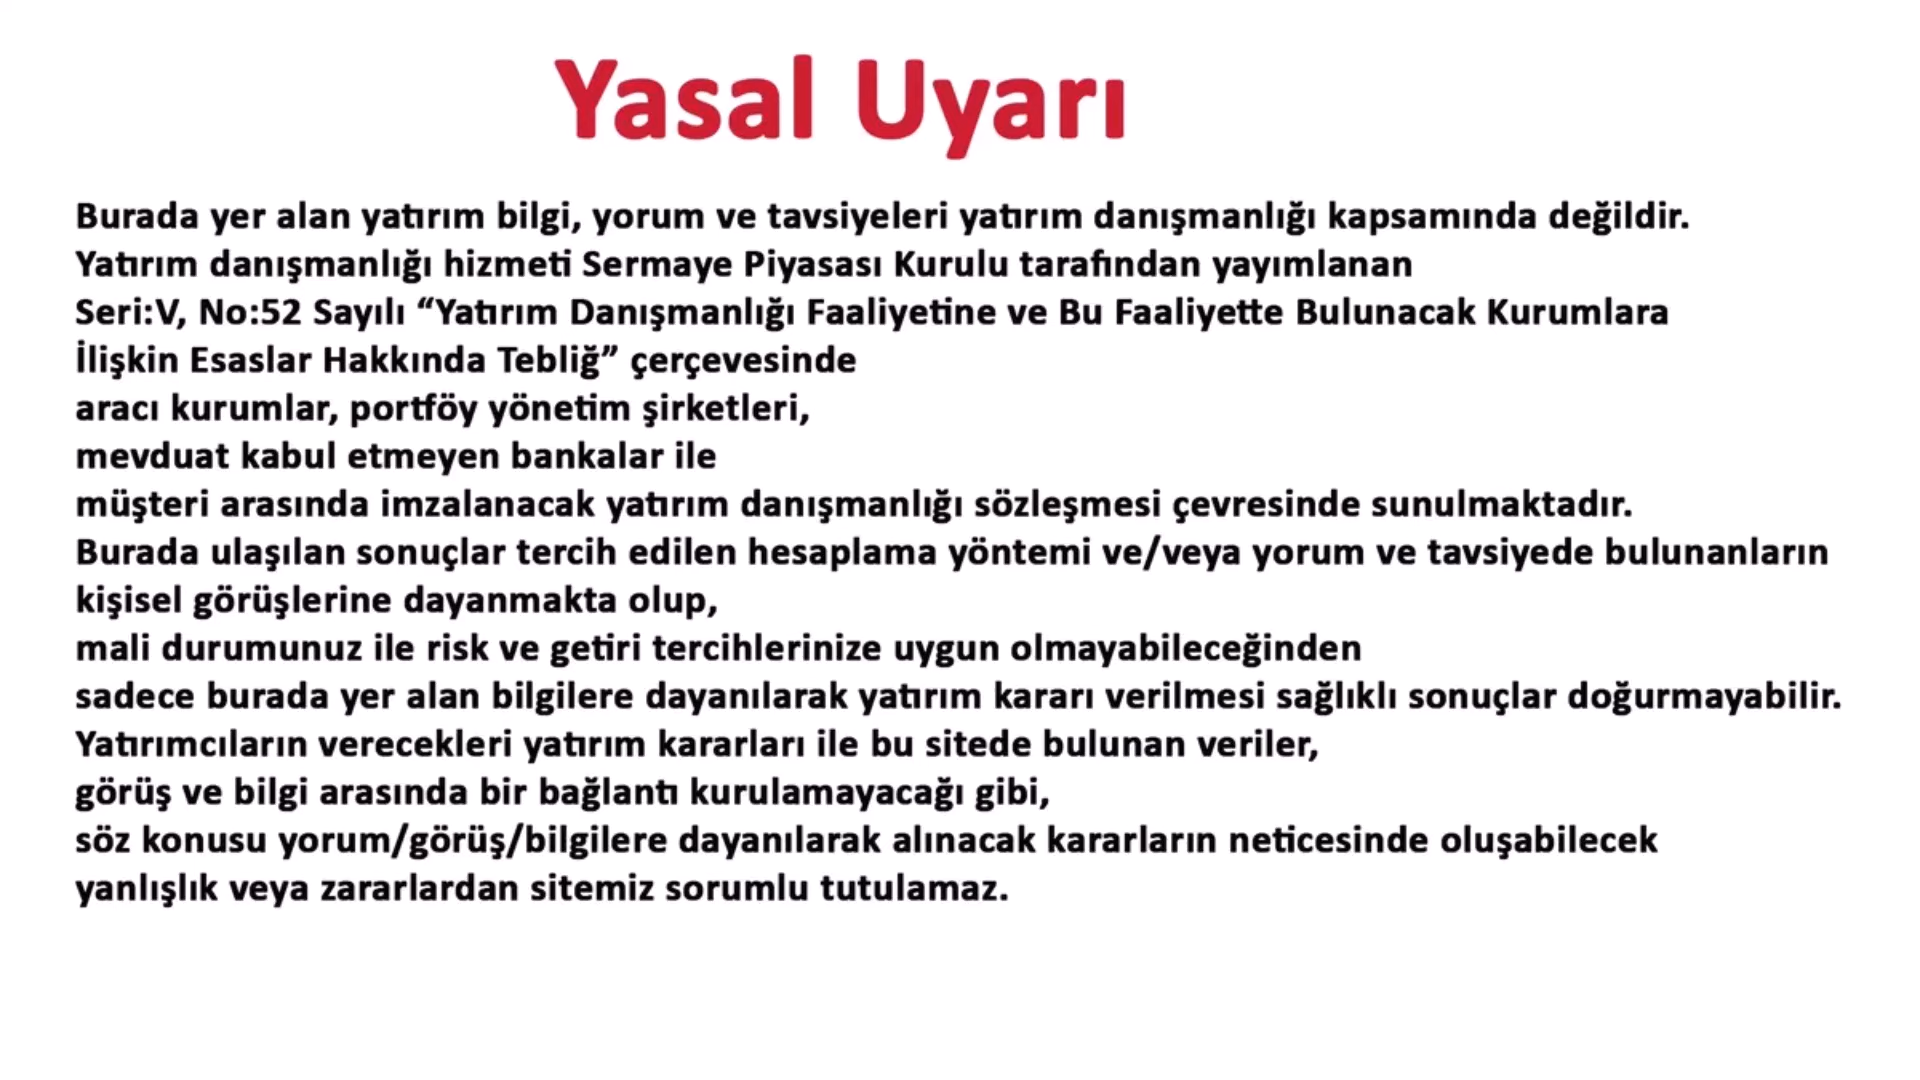 Yasal Uyarı
Burada yer alan yatırım bilgi, yorum ve tavsiyeleri yatırım danışmanlığı kapsamında değildir.
Yatırım danışmanlığı hizmeti Sermaye Piyasası Kurulu tarafından yayımlanan
Seri:V, No:52 Sayılı “Yatırım Danışmanlığı Faaliyetine ve Bu Faaliyette Bulunacak Kurumlara
İlişkin Esaslar Hakkında Tebliğ” çerçevesinde
aracı kurumlar, portföy yönetim şirketleri,
mevduat kabul etmeyen bankalar ile
müşteri arasında imzalanacak yatırım danışmanlığı sözleşmesi çevresinde sunulmaktadır.
Burada ulaşılan sonuçlar tercih edilen hesaplama yöntemi ve/veya yorum ve tavsiyede bulunanların
kişisel görüşlerine dayanmakta olup,
mali durumunuz ile risk ve getiri tercihlerinize uygun olmayabileceğinden
sadece burada yer alan bilgilere dayanılarak yatırım kararı verilmesi sağlıklı sonuçlar doğurmayabilir.
Yatırımcıların verecekleri yatırım kararları ile bu sitede bulunan veriler,
görüş ve bilgi arasında bir bağlantı kurulamayacağı gibi,
söz konusu yorum/görüş/bilgilere dayanılarak alınacak kararların neticesinde oluşabilecek
yanlışlık veya zararlardan sitemiz sorumlu tutulamaz.